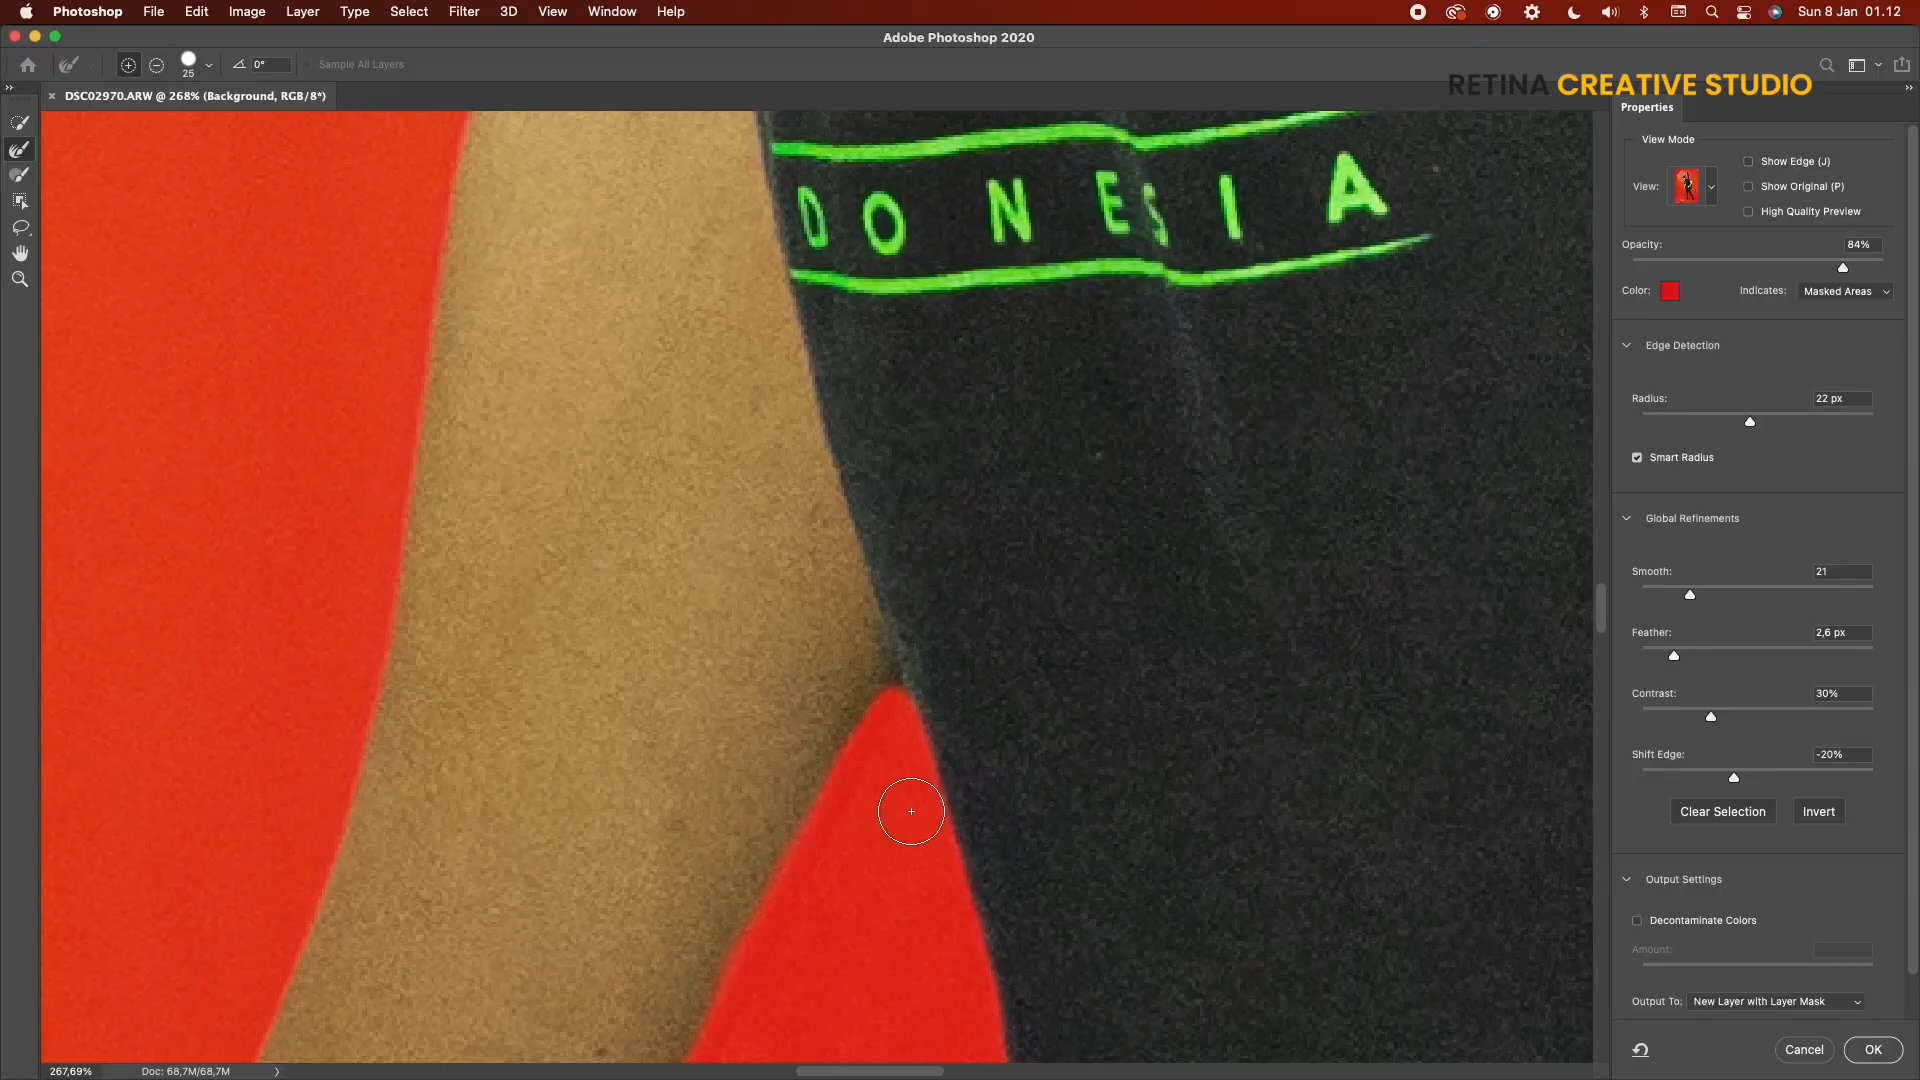 Photoshop File Edit Image Layer Type Select Filter 3D View Window Help Sun 8 Jan 01.12
Adobe Photoshop 2020
25 0° Sample All Layers
RETINA CREATIVE STUDIO
DSC02970.ARW @ 268% (Background, RGB/8*)
Properties
View Mode
Show Edge (J)
View: Show Original (P)
High Quality Preview
Opacity: 84%
Color: Indicates: Masked Areas
Edge Detection
Radius: 22 px
Smart Radius
Global Refinements
Smooth: 21
Feather: 2,6 px
Contrast: 30%
Shift Edge: -20%
Clear Selection Invert
Output Settings
Decontaminate Colors
Amount:
Output To: New Layer with Layer Mask
Cancel OK
DONESIA
267,69% Doc: 68,7M/68,7M